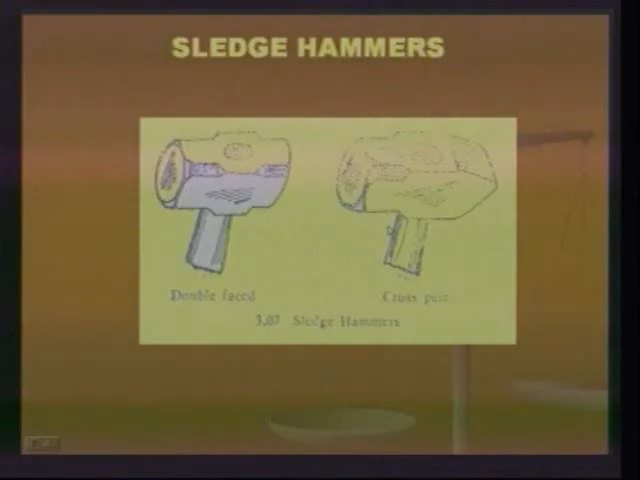 SLEDGE HAMMERS
Double faced
Cross pein
3.07 Sledge Hammers